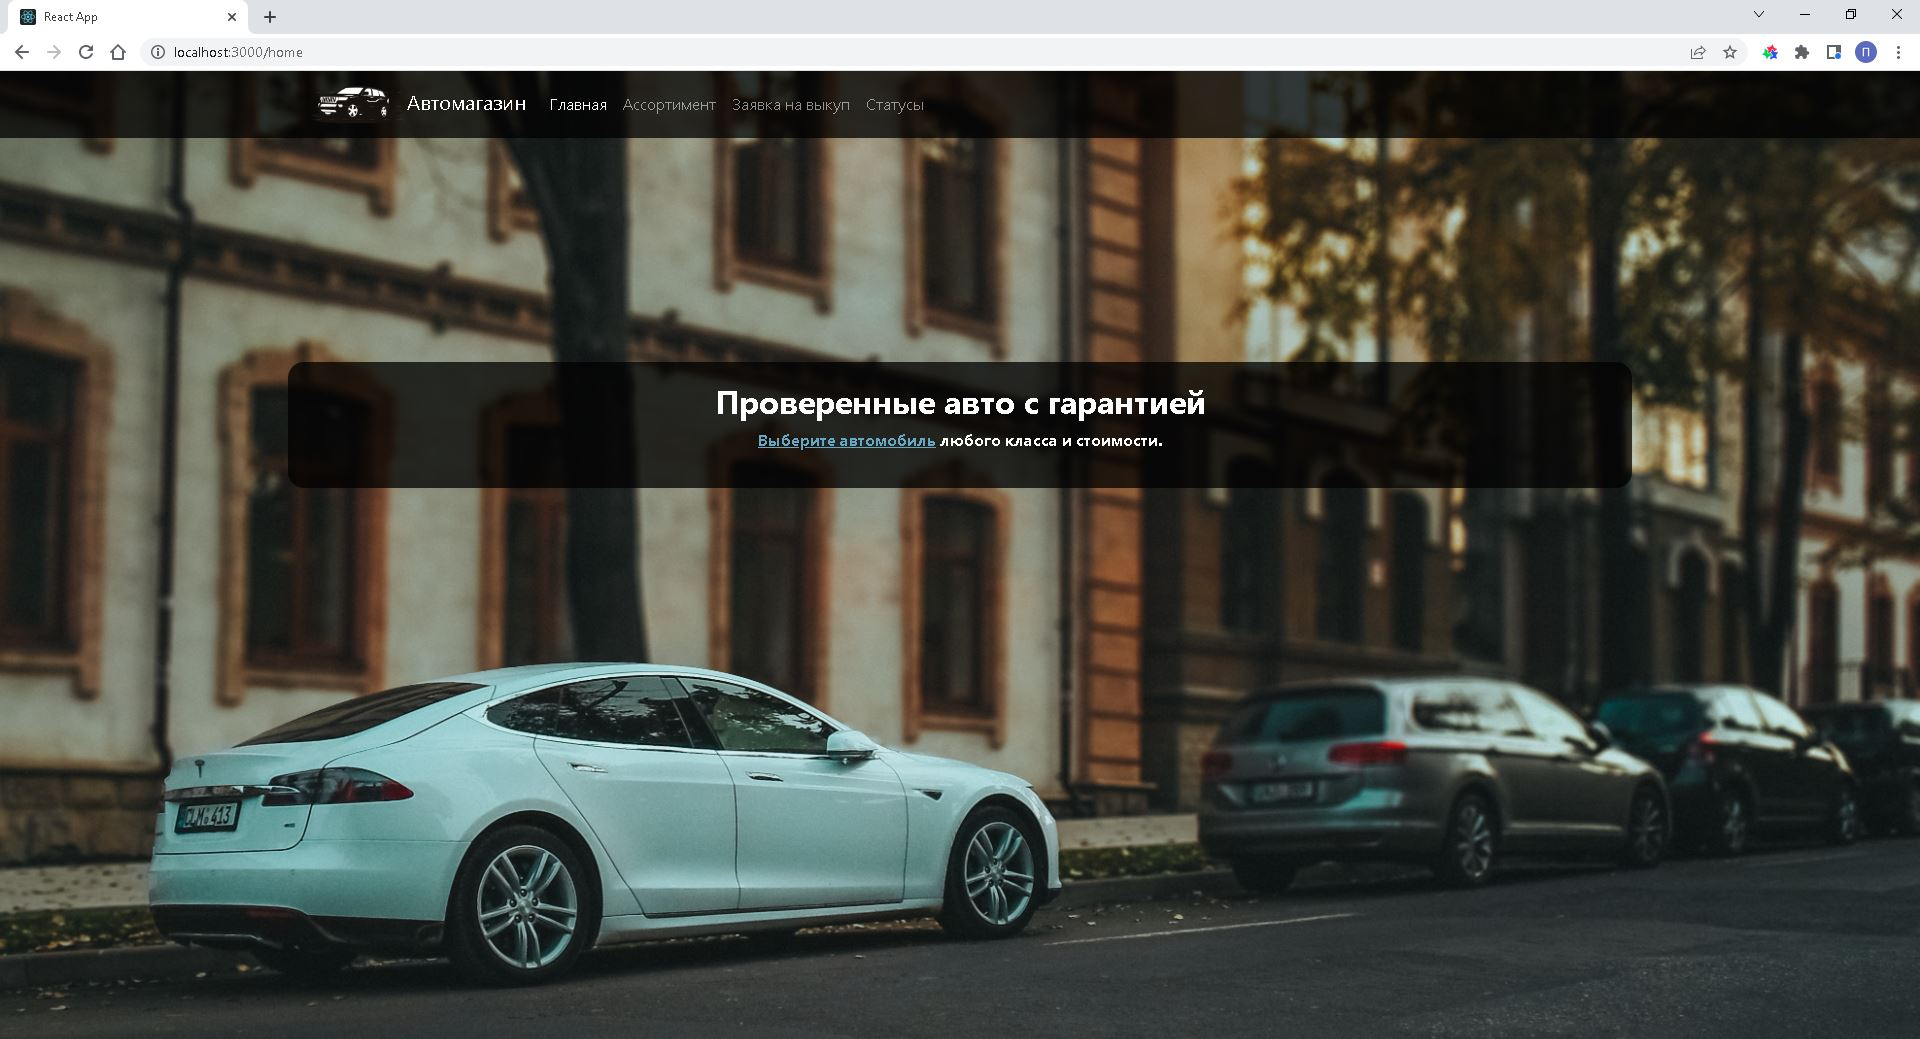 React App
localhost:3000/home
П
Автомагазин Главная Ассортимент Заявка на выкуп Статусы
Проверенные авто с гарантией
Выберите автомобиль любого класса и стоимости.